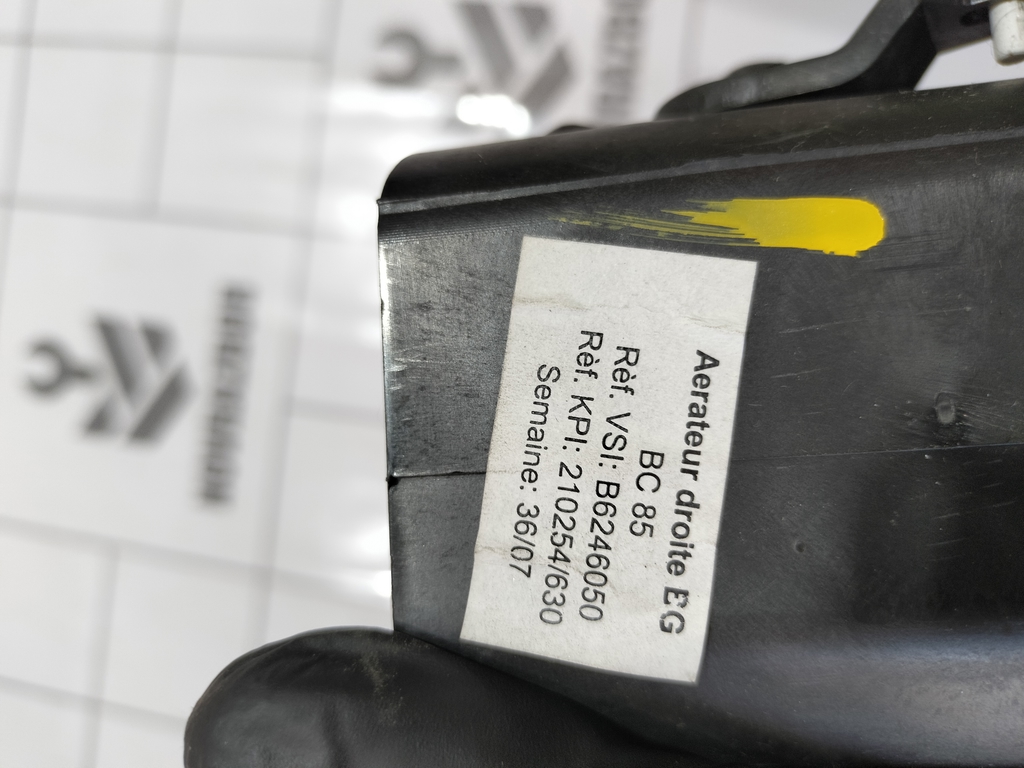 Aerateur droite EG
BC 85
Rèf. VSI: B6246050
Rèf. KPI: 210254/630
Semaine: 36/07